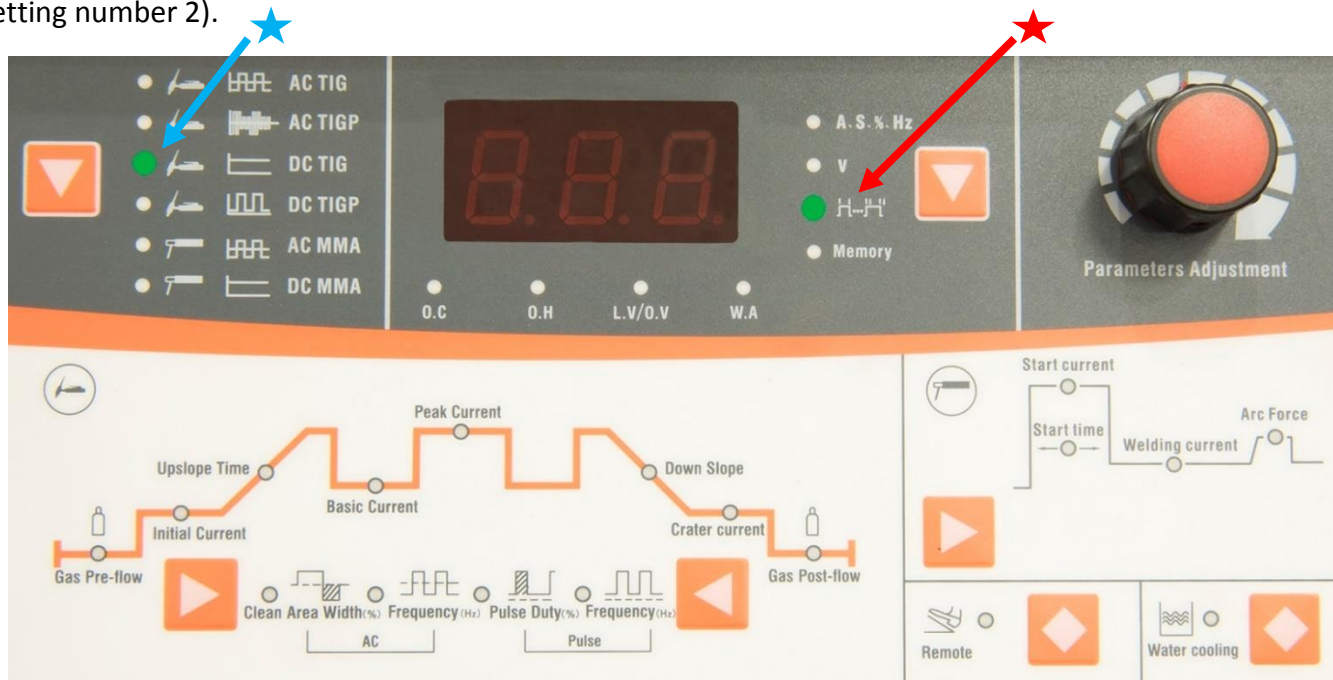 etting number 2).
AC TIG
AC TIGP
DC TIG
DC TIGP
AC MMA
DC MMA
8.8.8.
O.C
O.H
L.V/O.V
W.A
A.S.%.Hz
V
Memory
Parameters Adjustment
Peak Current
Upslope Time
Basic Current
Initial Current
Gas Pre-flow
Down Slope
Crater current
Gas Post-flow
Clean Area Width(%)
Frequency(Hz)
AC
Pulse Duty(%)
Frequency(Hz)
Pulse
Start current
Start time
Welding current
Arc Force
Remote
Water cooling